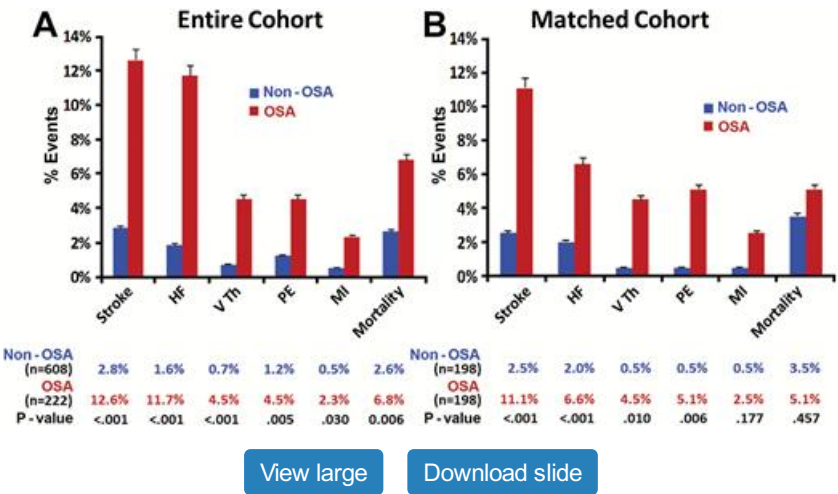 A Entire Cohort
14%
12%
10%
8%
6%
4%
2%
0%
% Events
Non-OSA
OSA
Stroke HF V Th PE MI Mortality
Non-OSA
(n=608) 2.8% 1.6% 0.7% 1.2% 0.5% 2.6%
OSA
(n=222) 12.6% 11.7% 4.5% 4.5% 2.3% 6.8%
P-value <.001 <.001 <.001 .005 .030 0.006
B Matched Cohort
14%
12%
10%
8%
6%
4%
2%
0%
% Events
Non-OSA
OSA
Stroke HF V Th PE MI Mortality
Non-OSA
(n=198) 2.5% 2.0% 0.5% 0.5% 0.5% 3.5%
OSA
(n=198) 11.1% 6.6% 4.5% 5.1% 2.5% 5.1%
P-value <.001 <.001 .010 .006 .177 .457
View large Download slide